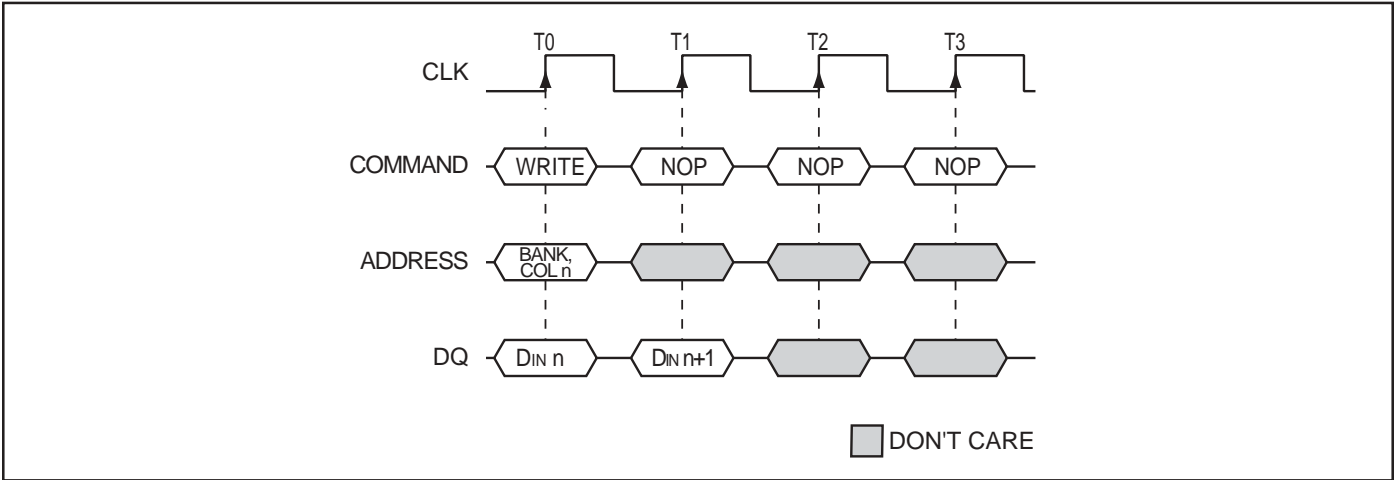 T0 T1 T2 T3
CLK
COMMAND WRITE NOP NOP NOP
ADDRESS BANK,
COL n
DQ DIN n DIN n+1
DON'T CARE